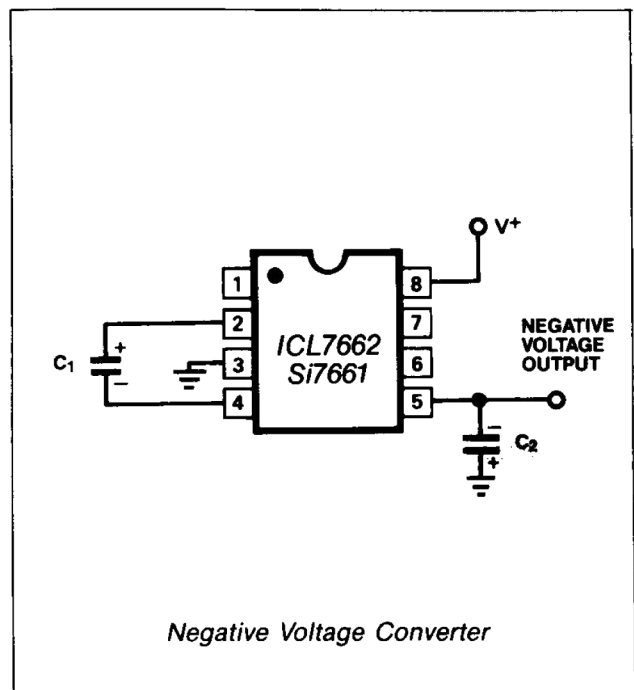 V+
1
8
2
7
NEGATIVE
VOLTAGE
OUTPUT
C1
+
−
ICL7662
Si7661
3
6
4
5
−
+
C2
Negative Voltage Converter